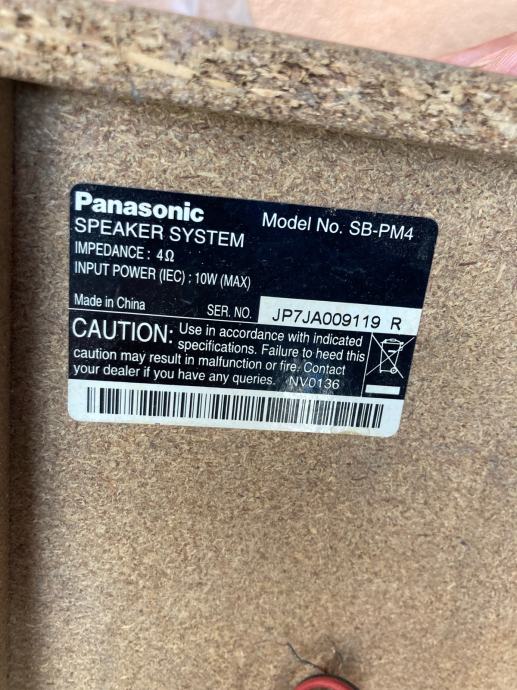 Panasonic
SPEAKER SYSTEM
Model No. SB-PM4
IMPEDANCE : 4Ω
INPUT POWER (IEC) : 10W (MAX)
Made in China
SER. NO.
JP7JA009119 R
CAUTION: Use in accordance with indicated
specifications. Failure to heed this
caution may result in malfunction or fire. Contact
your dealer if you have any queries. NV0136